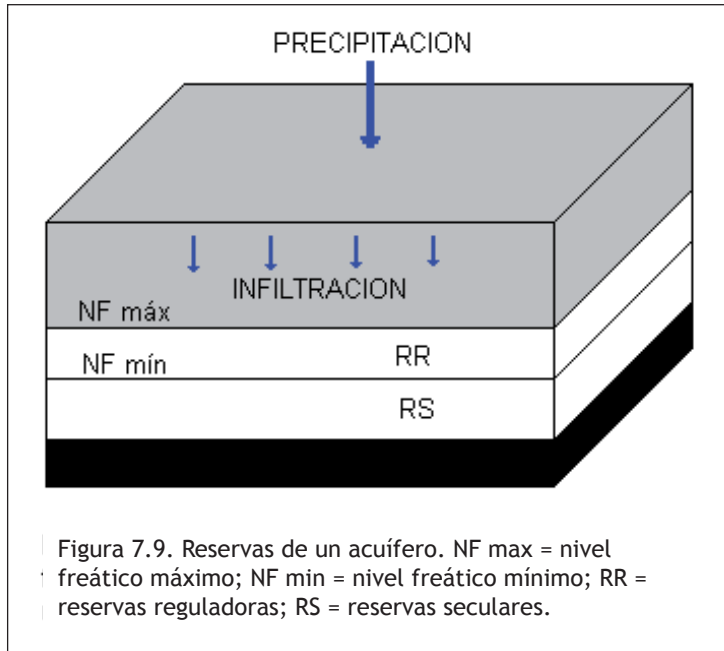 PRECIPITACION
INFILTRACION
NF máx
NF mín
RR
RS
Figura 7.9. Reservas de un acuífero. NF max = nivel
freático máximo; NF min = nivel freático mínimo; RR =
reservas reguladoras; RS = reservas seculares.